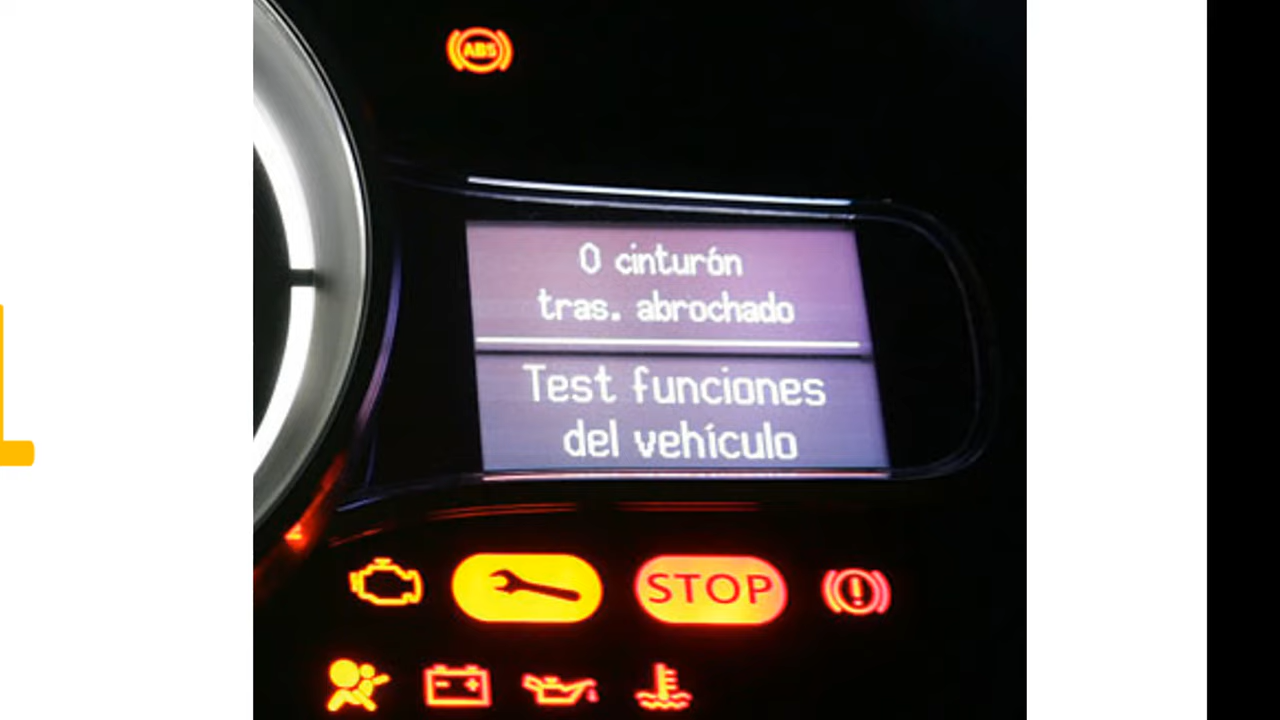 ABS
0 cinturón
tras. abrochado
Test funciones
del vehículo
STOP